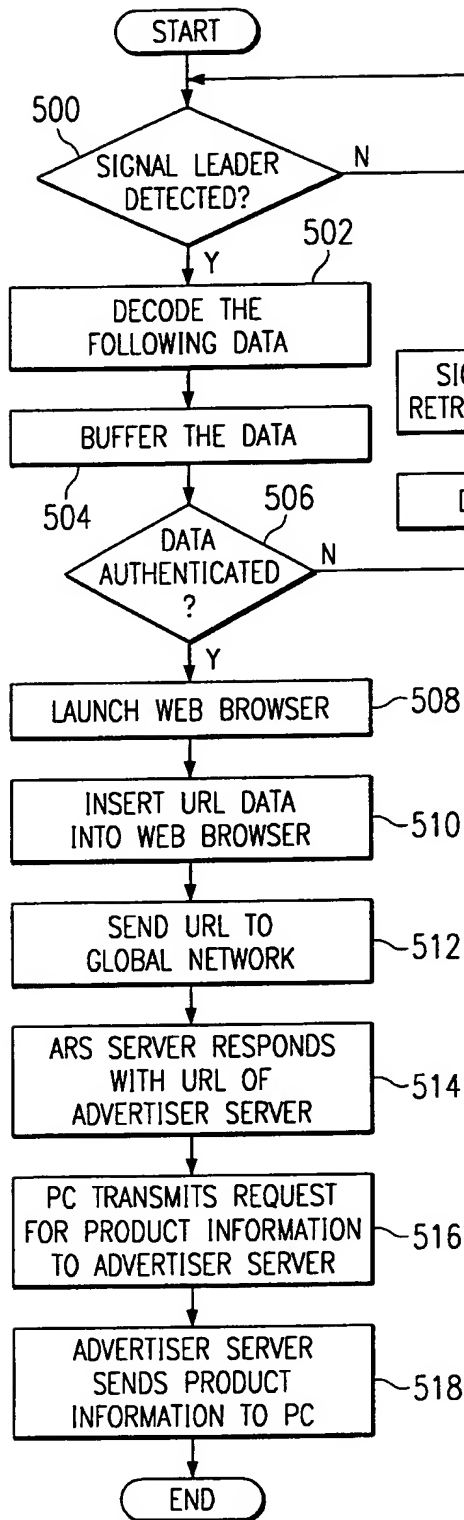 START
500
SIGNAL LEADER
DETECTED?
N
Y
502
DECODE THE
FOLLOWING DATA
BUFFER THE DATA
504
506
DATA
AUTHENTICATED
?
N
Y
LAUNCH WEB BROWSER
508
INSERT URL DATA
INTO WEB BROWSER
510
SEND URL TO
GLOBAL NETWORK
512
ARS SERVER RESPONDS
WITH URL OF
ADVERTISER SERVER
514
PC TRANSMITS REQUEST
FOR PRODUCT INFORMATION
TO ADVERTISER SERVER
516
ADVERTISER SERVER
SENDS PRODUCT
INFORMATION TO PC
518
END